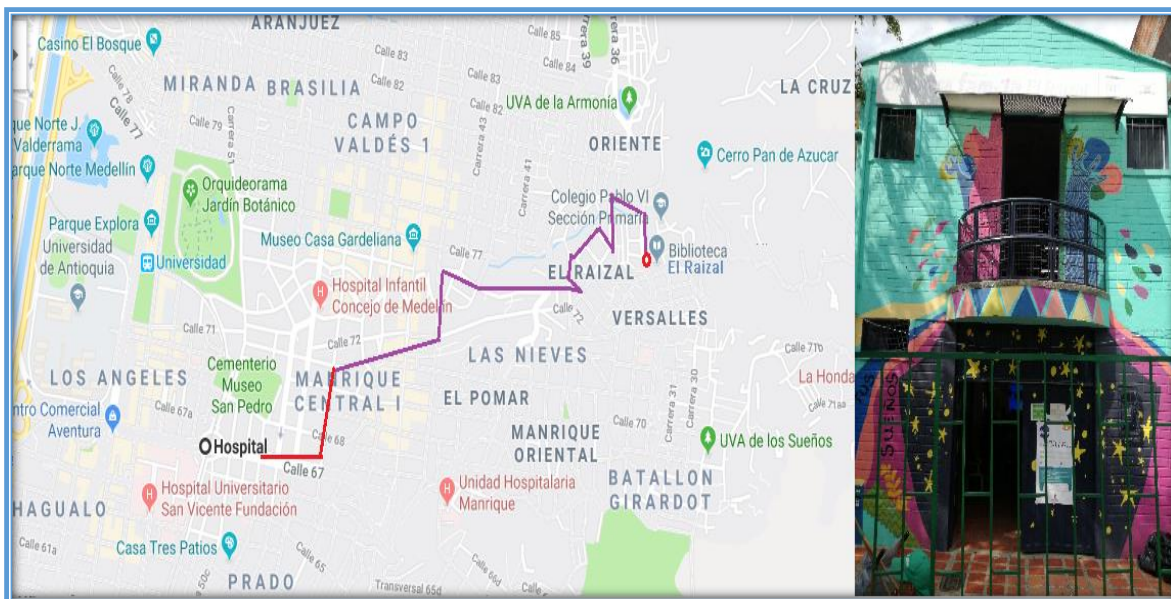 ARANJUEZ
Casino El Bosque
Calle 83
Carrera 39
Carrera 36
Calle 85
Calle 84
MIRANDA
BRASILIA
Calle 83
Calle 82
UVA de la Armonía
Calle 82
LA CRUZ
Calle 78
Calle 77
Calle 79
CAMPO
VALDÉS 1
Carrera 43
ORIENTE
que Norte J.
Valderrama
Carrera 51
Carrera 41
Cerro Pan de Azucar
arque Norte Medellín
Orquideorama
Jardín Botánico
Colegio Pablo VI
Sección Primaria
Parque Explora
Museo Casa Gardeliana
Universidad
de Antioquia
Universidad
Calle 77
Biblioteca
El Raizal
EL RAIZAL
Hospital Infantil
Concejo de Medellín
Calle 71
Calle 72
Calle 72
VERSALLES
LAS NIEVES
Calle 71b
LOS ANGELES
Cementerio
Museo
San Pedro
MANRIQUE
CENTRAL I
EL POMAR
Carrera 31
Carrera 30
La Honda
Calle 71aa
Calle 67a
ntro Comercial
Aventura
Hospital
Calle 68
Calle 67
Calle 70
MANRIQUE
ORIENTAL
UVA de los Sueños
Hospital Universitario
San Vicente Fundación
Unidad Hospitalaria
Manrique
BATALLON
GIRARDOT
HAGUALO
Calle 61a
Casa Tres Patios
PRADO
50c
Transversal 65d
Calle 66d
SUEÑOS